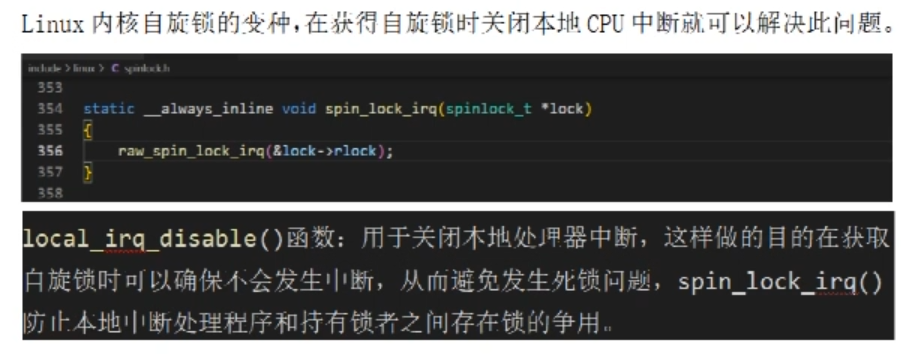 Linux 内核自旋锁的变种,在获得自旋锁时关闭本地 CPU 中断就可以解决此问题。
include > linux > C spinlock.h
353
354 static __always_inline void spin_lock_irq(spinlock_t *lock)
355 {
356 raw_spin_lock_irq(&lock->rlock);
357 }
358
local_irq_disable()函数：用于关闭本地处理器中断，这样做的目的在获取
自旋锁时可以确保不会发生中断，从而避免发生死锁问题，spin_lock_irq()
防止本地中断处理程序和持有锁者之间存在锁的争用。